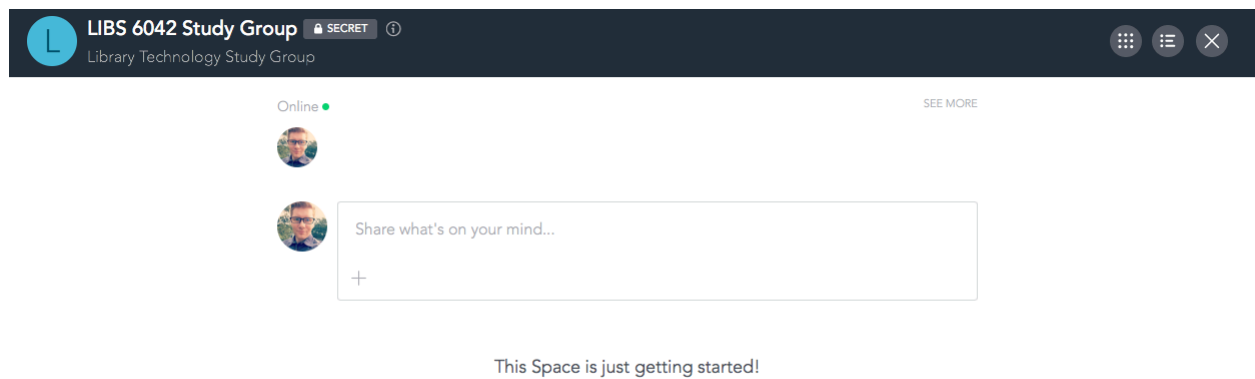 L
LIBS 6042 Study Group SECRET
Library Technology Study Group
Online
SEE MORE
Share what's on your mind...
This Space is just getting started!